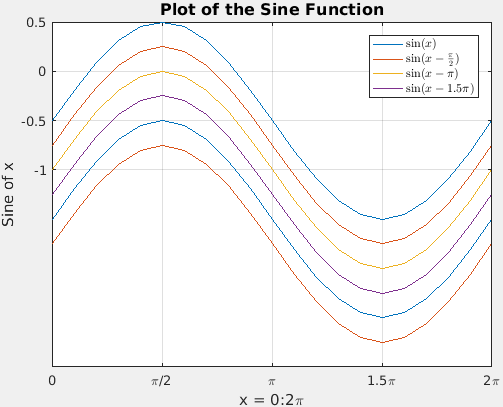 Plot of the Sine Function
0.5
0
-0.5
-1
Sine of x
sin(x)
sin(x − π/2)
sin(x − π)
sin(x − 1.5π)
0 π/2 π 1.5π 2π
x = 0:2π